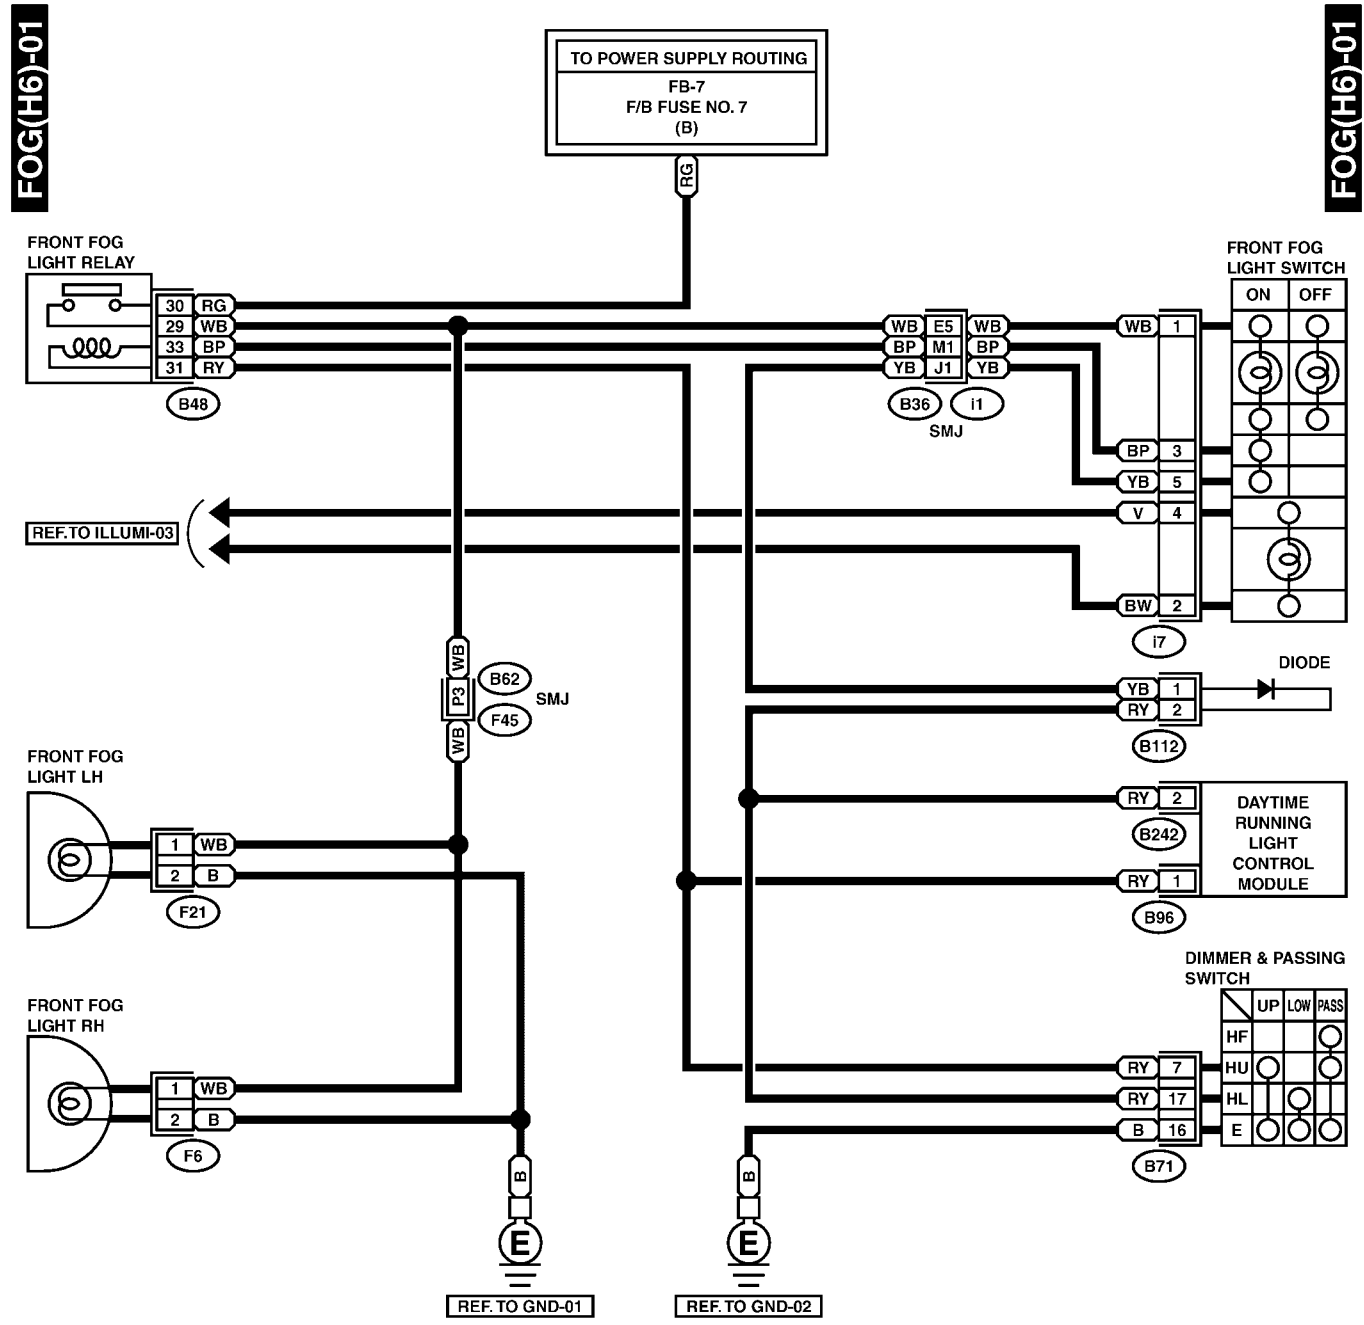 FOG(H6)-01
FOG(H6)-01
TO POWER SUPPLY ROUTING
FB-7
F/B FUSE NO. 7
(B)
RG
FRONT FOG
LIGHT RELAY
30 RG
29 WB
33 BP
31 RY
B48
WB E5 WB
BP M1 BP
YB J1 YB
B36 i1
SMJ
FRONT FOG
LIGHT SWITCH
ON OFF
WB 1
BP 3
YB 5
V 4
BW 2
i7
REF. TO ILLUMI-03
WB
P3
WB
B62
F45
SMJ
DIODE
YB 1
RY 2
B112
FRONT FOG
LIGHT LH
1 WB
2 B
F21
RY 2
B242
RY 1
B96
DAYTIME
RUNNING
LIGHT
CONTROL
MODULE
FRONT FOG
LIGHT RH
1 WB
2 B
F6
DIMMER & PASSING
SWITCH
UP LOW PASS
HF
RY 7 HU
RY 17 HL
B 16 E
B71
B
E
REF. TO GND-01
B
E
REF. TO GND-02